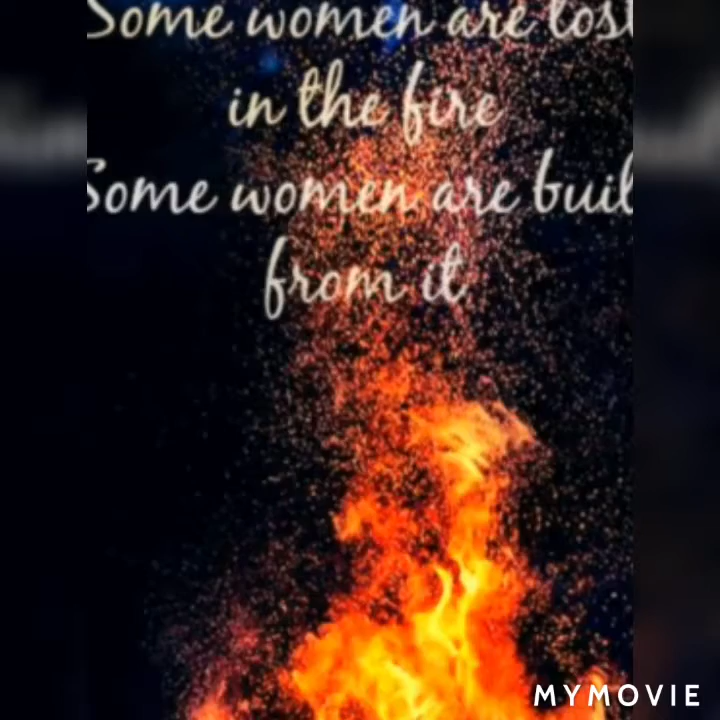 Some women are lost
in the fire
Some women are buil
from it
MYMOVIE